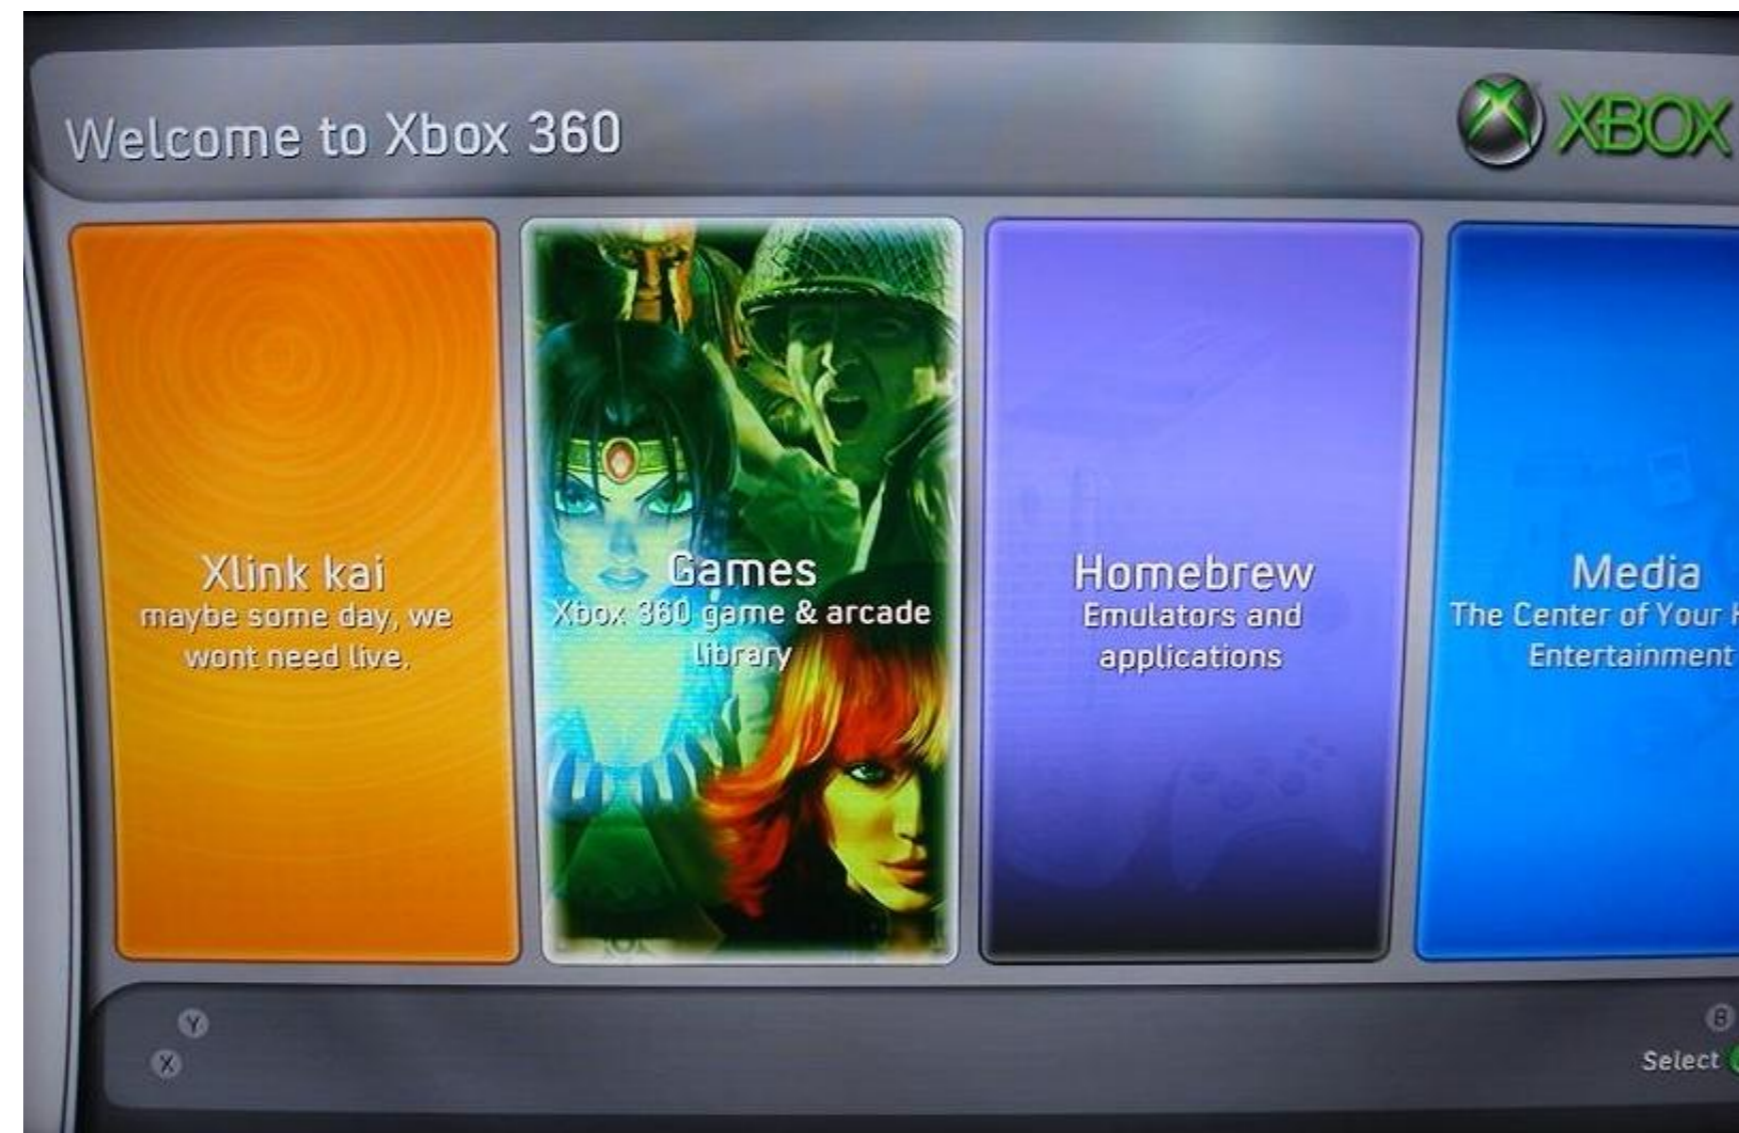 Welcome to Xbox 360
XBOX
Xlink kai
maybe some day, we
wont need live.
Games
Xbox 360 game & arcade
library
Homebrew
Emulators and
applications
Media
The Center of Your
Entertainment
Y
X
B
Select